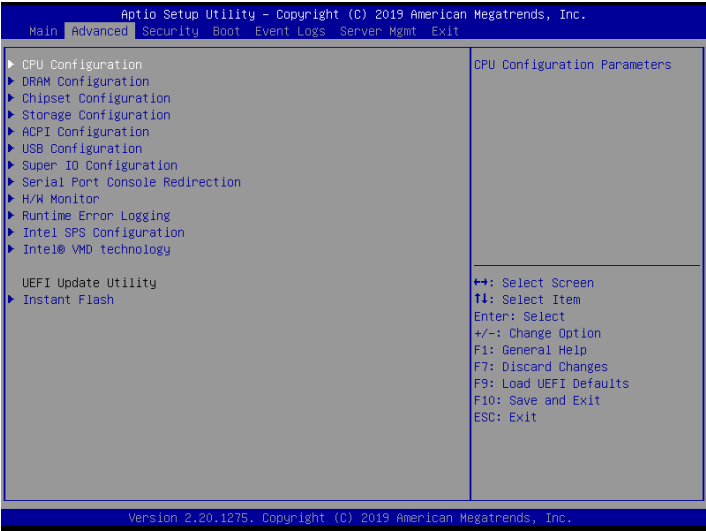 Aptio Setup Utility – Copyright (C) 2019 American Megatrends, Inc.
Main Advanced Security Boot Event Logs Server Mgmt Exit
CPU Configuration
DRAM Configuration
Chipset Configuration
Storage Configuration
ACPI Configuration
USB Configuration
Super IO Configuration
Serial Port Console Redirection
H/W Monitor
Runtime Error Logging
Intel SPS Configuration
Intel® VMD technology
UEFI Update Utility
Instant Flash
CPU Configuration Parameters
↔: Select Screen
↑↓: Select Item
Enter: Select
+/-: Change Option
F1: General Help
F7: Discard Changes
F9: Load UEFI Defaults
F10: Save and Exit
ESC: Exit
Version 2.20.1275. Copyright (C) 2019 American Megatrends, Inc.